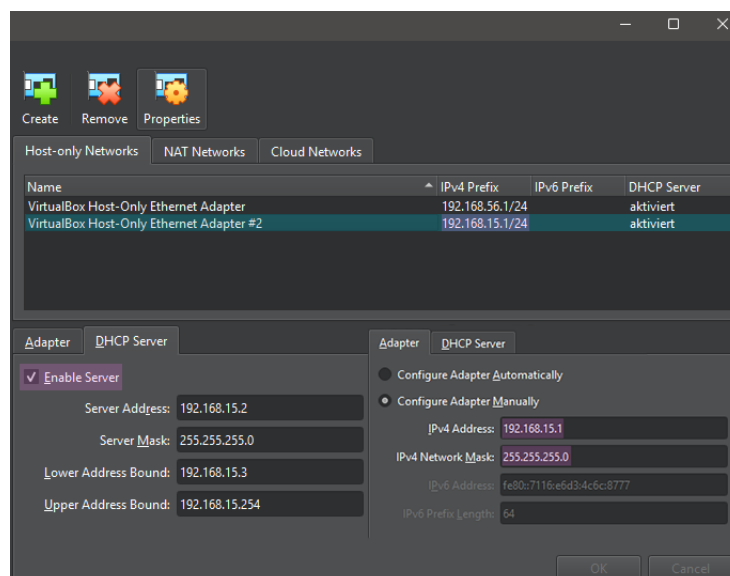 Create Remove Properties
Host-only Networks NAT Networks Cloud Networks
Name IPv4 Prefix IPv6 Prefix DHCP Server
VirtualBox Host-Only Ethernet Adapter 192.168.56.1/24 aktiviert
VirtualBox Host-Only Ethernet Adapter #2 192.168.15.1/24 aktiviert
Adapter DHCP Server
Enable Server
Server Address: 192.168.15.2
Server Mask: 255.255.255.0
Lower Address Bound: 192.168.15.3
Upper Address Bound: 192.168.15.254
Adapter DHCP Server
Configure Adapter Automatically
Configure Adapter Manually
IPv4 Address: 192.168.15.1
IPv4 Network Mask: 255.255.255.0
IPv6 Address: fe80::7116:e6d3:4c6c:8777
IPv6 Prefix Length: 64
OK Cancel